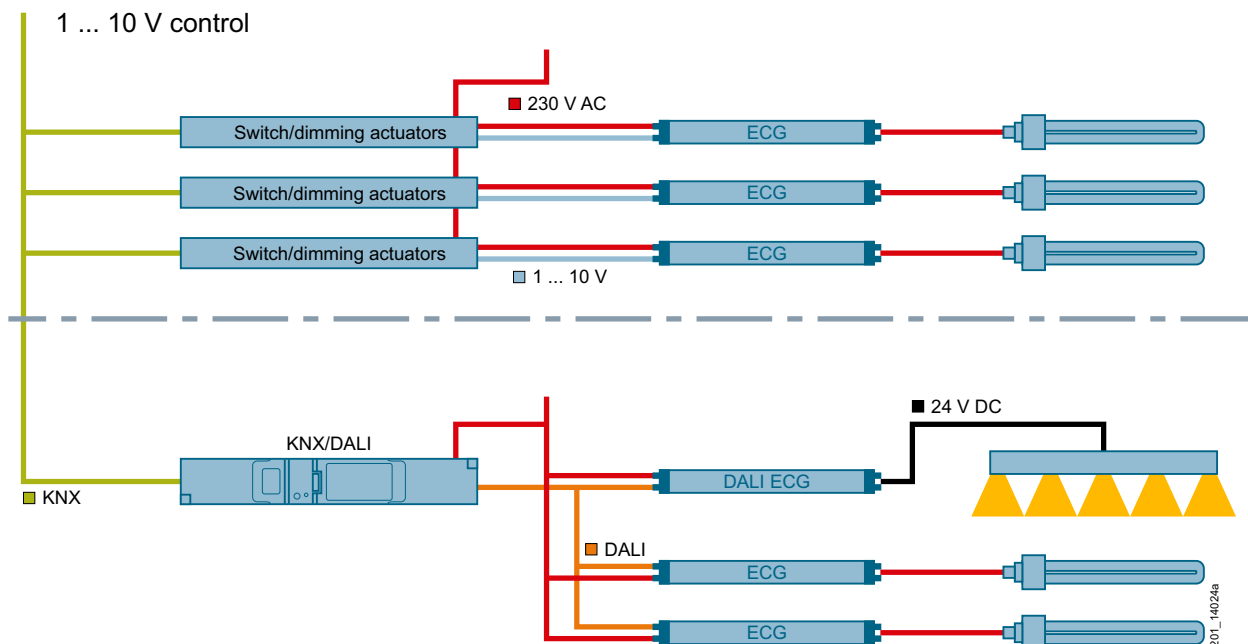 1 ... 10 V control
230 V AC
Switch/dimming actuators
ECG
Switch/dimming actuators
ECG
Switch/dimming actuators
ECG
1 ... 10 V
24 V DC
KNX/DALI
DALI ECG
KNX
DALI
ECG
ECG
201_14024a